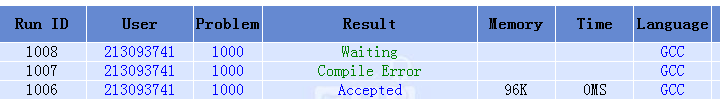 Run ID User Problem Result Memory Time Language
1008 213093741 1000 Waiting GCC
1007 213093741 1000 Compile Error GCC
1006 213093741 1000 Accepted 96K 0MS GCC